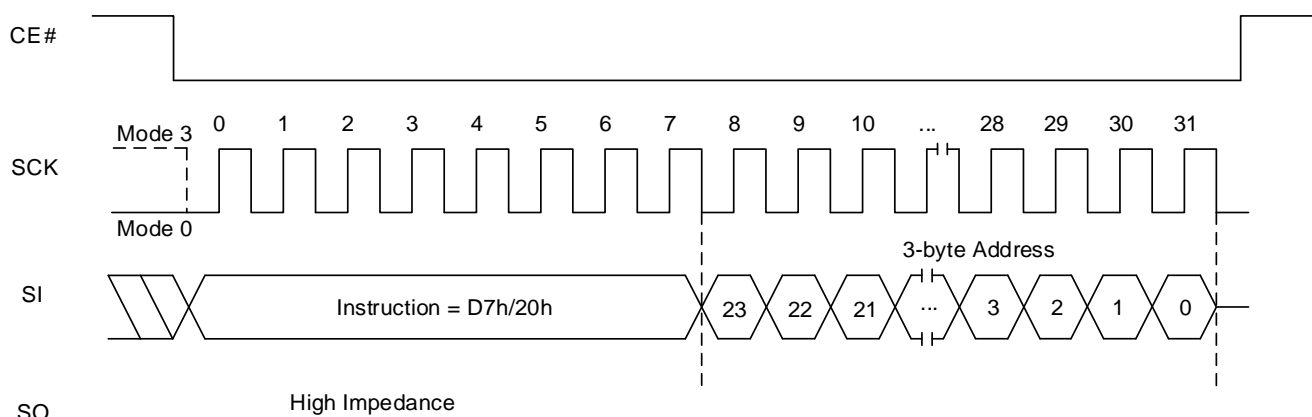 CE#
0 1 2 3 4 5 6 7 8 9 10 ... 28 29 30 31
Mode 3
SCK
Mode 0
3-byte Address
SI
Instruction = D7h/20h 23 22 21 ... 3 2 1 0
High Impedance
SO